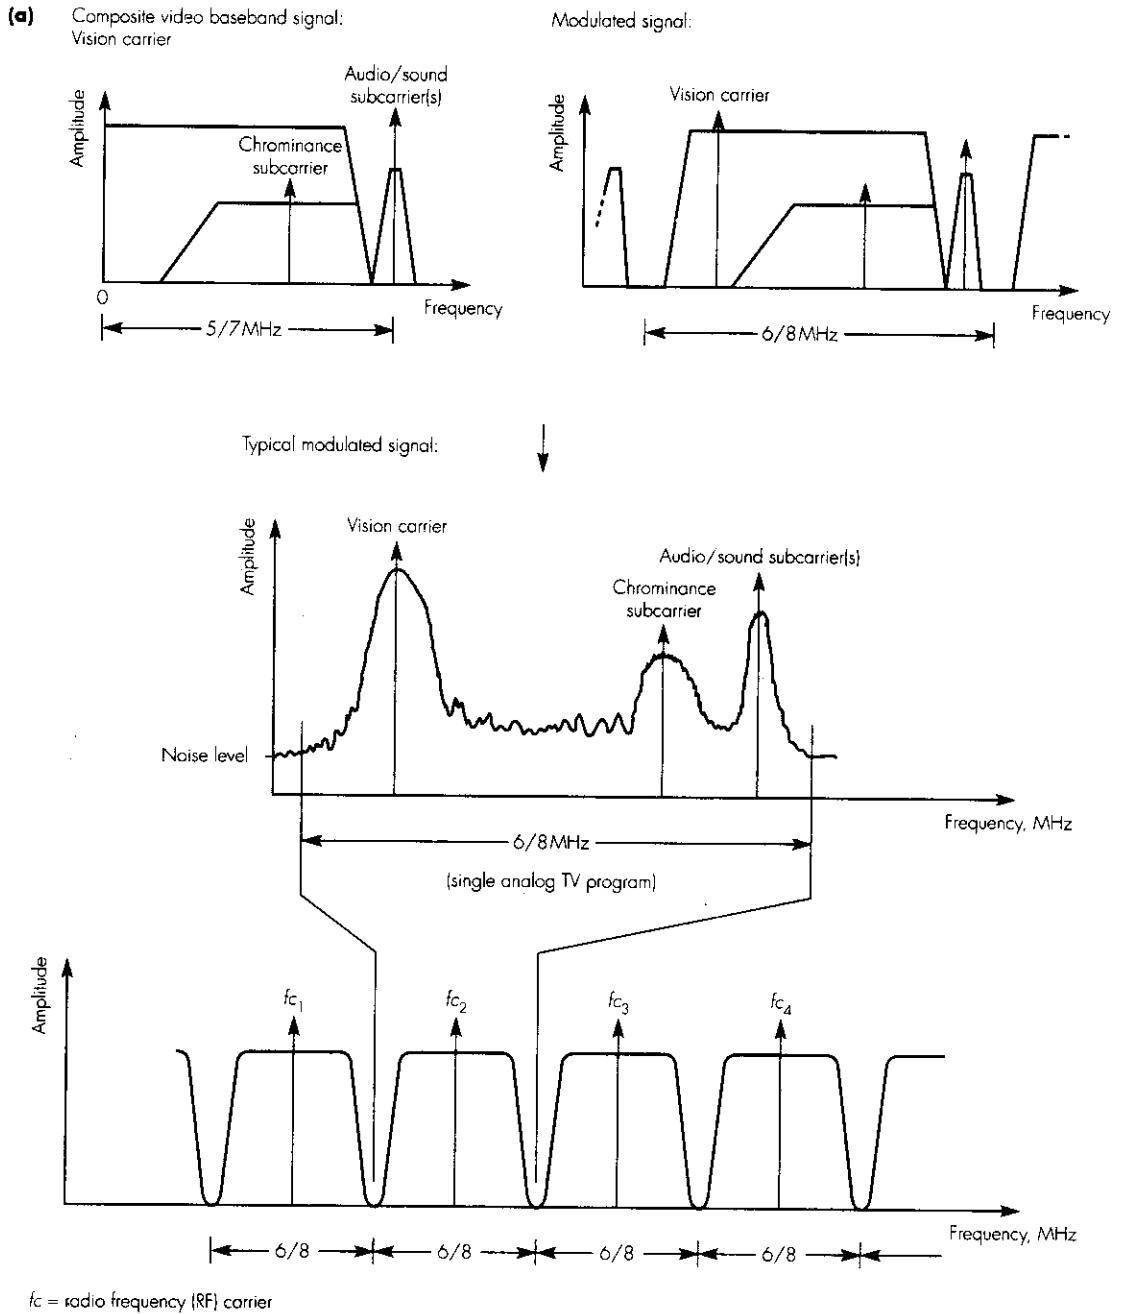 (a) Composite video baseband signal:
Vision carrier
Modulated signal:
Amplitude
Audio/sound
subcarrier(s)
Chrominance
subcarrier
0
Frequency
5/7MHz
Amplitude
Vision carrier
Frequency
6/8MHz
Typical modulated signal:
Amplitude
Vision carrier
Audio/sound subcarrier(s)
Chrominance
subcarrier
Noise level
Frequency, MHz
6/8MHz
(single analog TV program)
Amplitude
fc1
fc2
fc3
fc4
Frequency, MHz
6/8
6/8
6/8
6/8
fc = radio frequency (RF) carrier